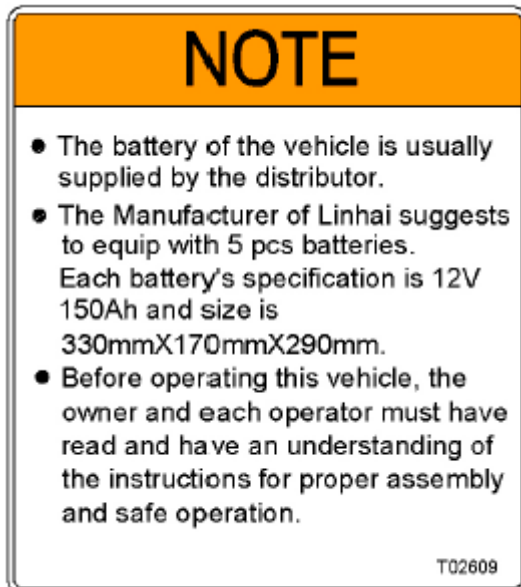 NOTE
● The battery of the vehicle is usually
supplied by the distributor.
● The Manufacturer of Linhai suggests
to equip with 5 pcs batteries.
Each battery's specification is 12V
150Ah and size is
330mmX170mmX290mm.
● Before operating this vehicle, the
owner and each operator must have
read and have an understanding of
the instructions for proper assembly
and safe operation.
T02609